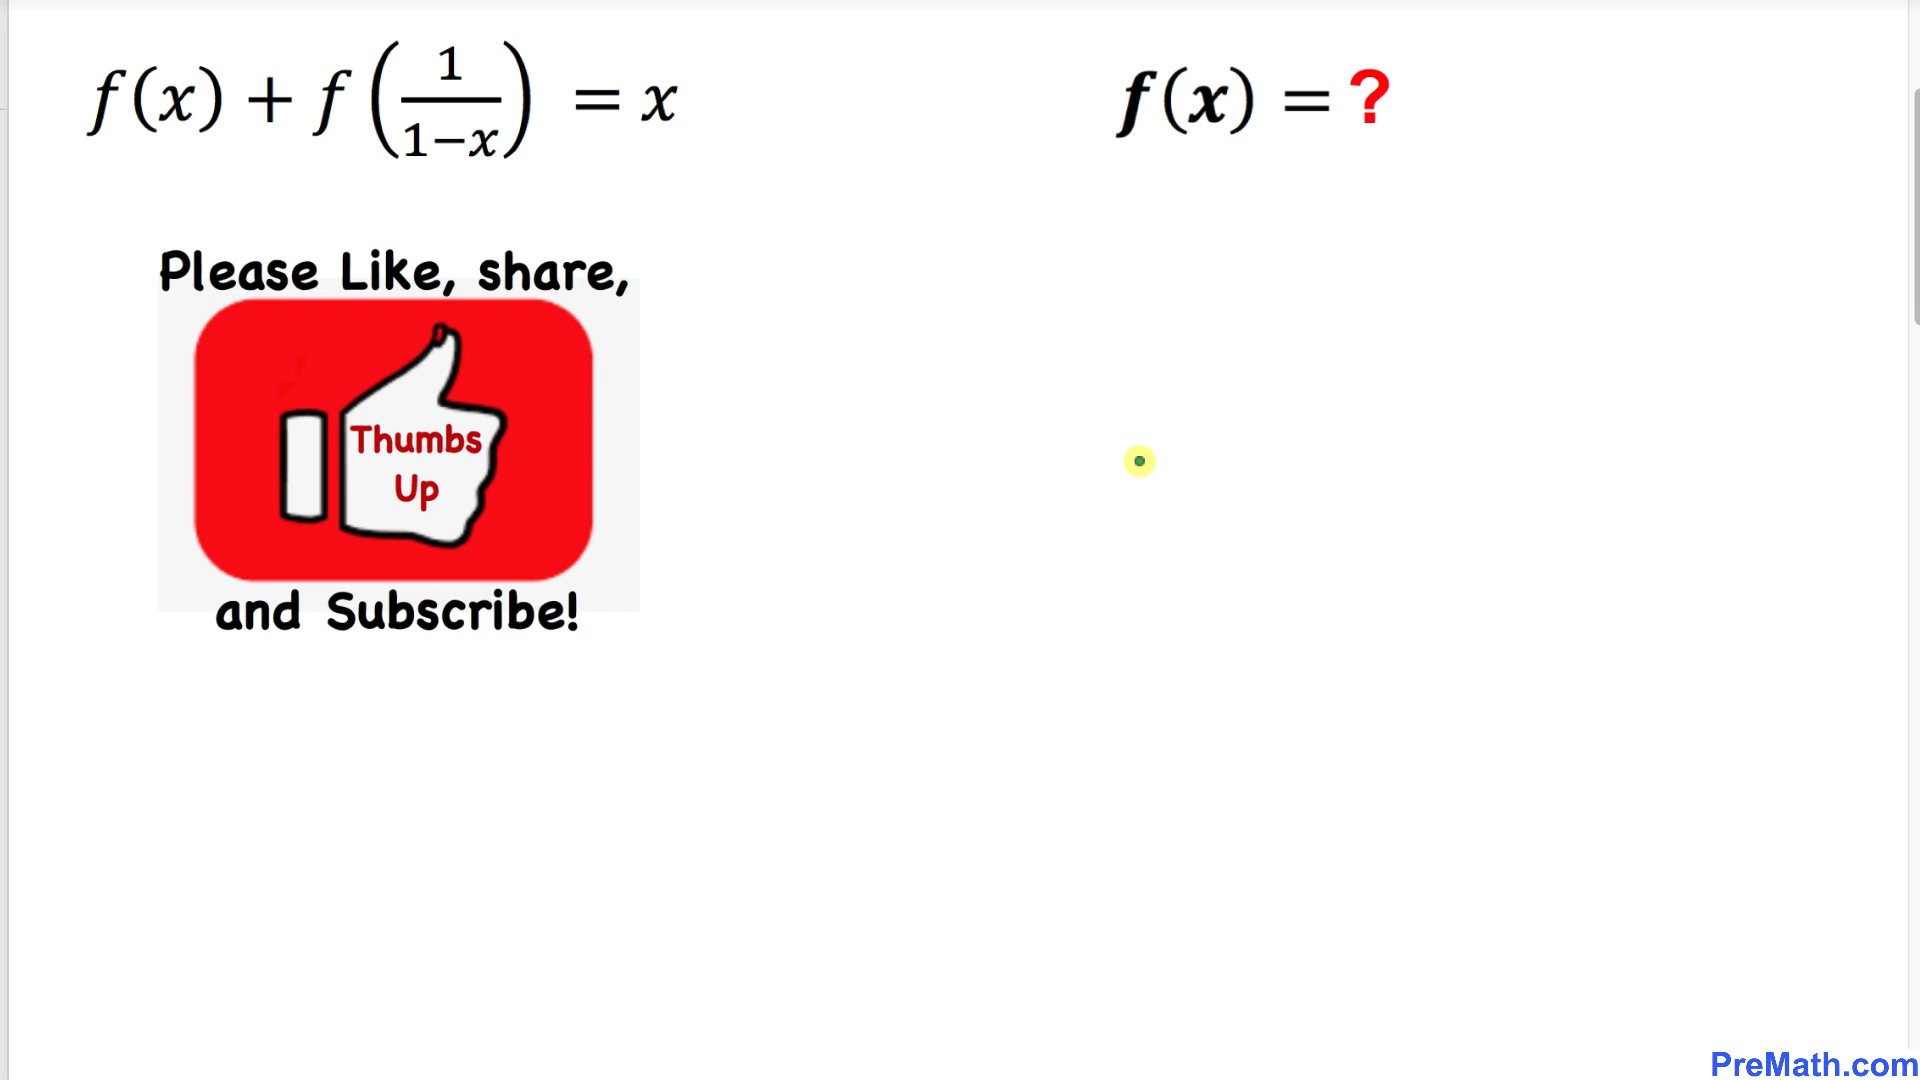 f(x) + f(1/(1−x)) = x
f(x) = ?
Please Like, share,
Thumbs
Up
and Subscribe!
PreMath.com